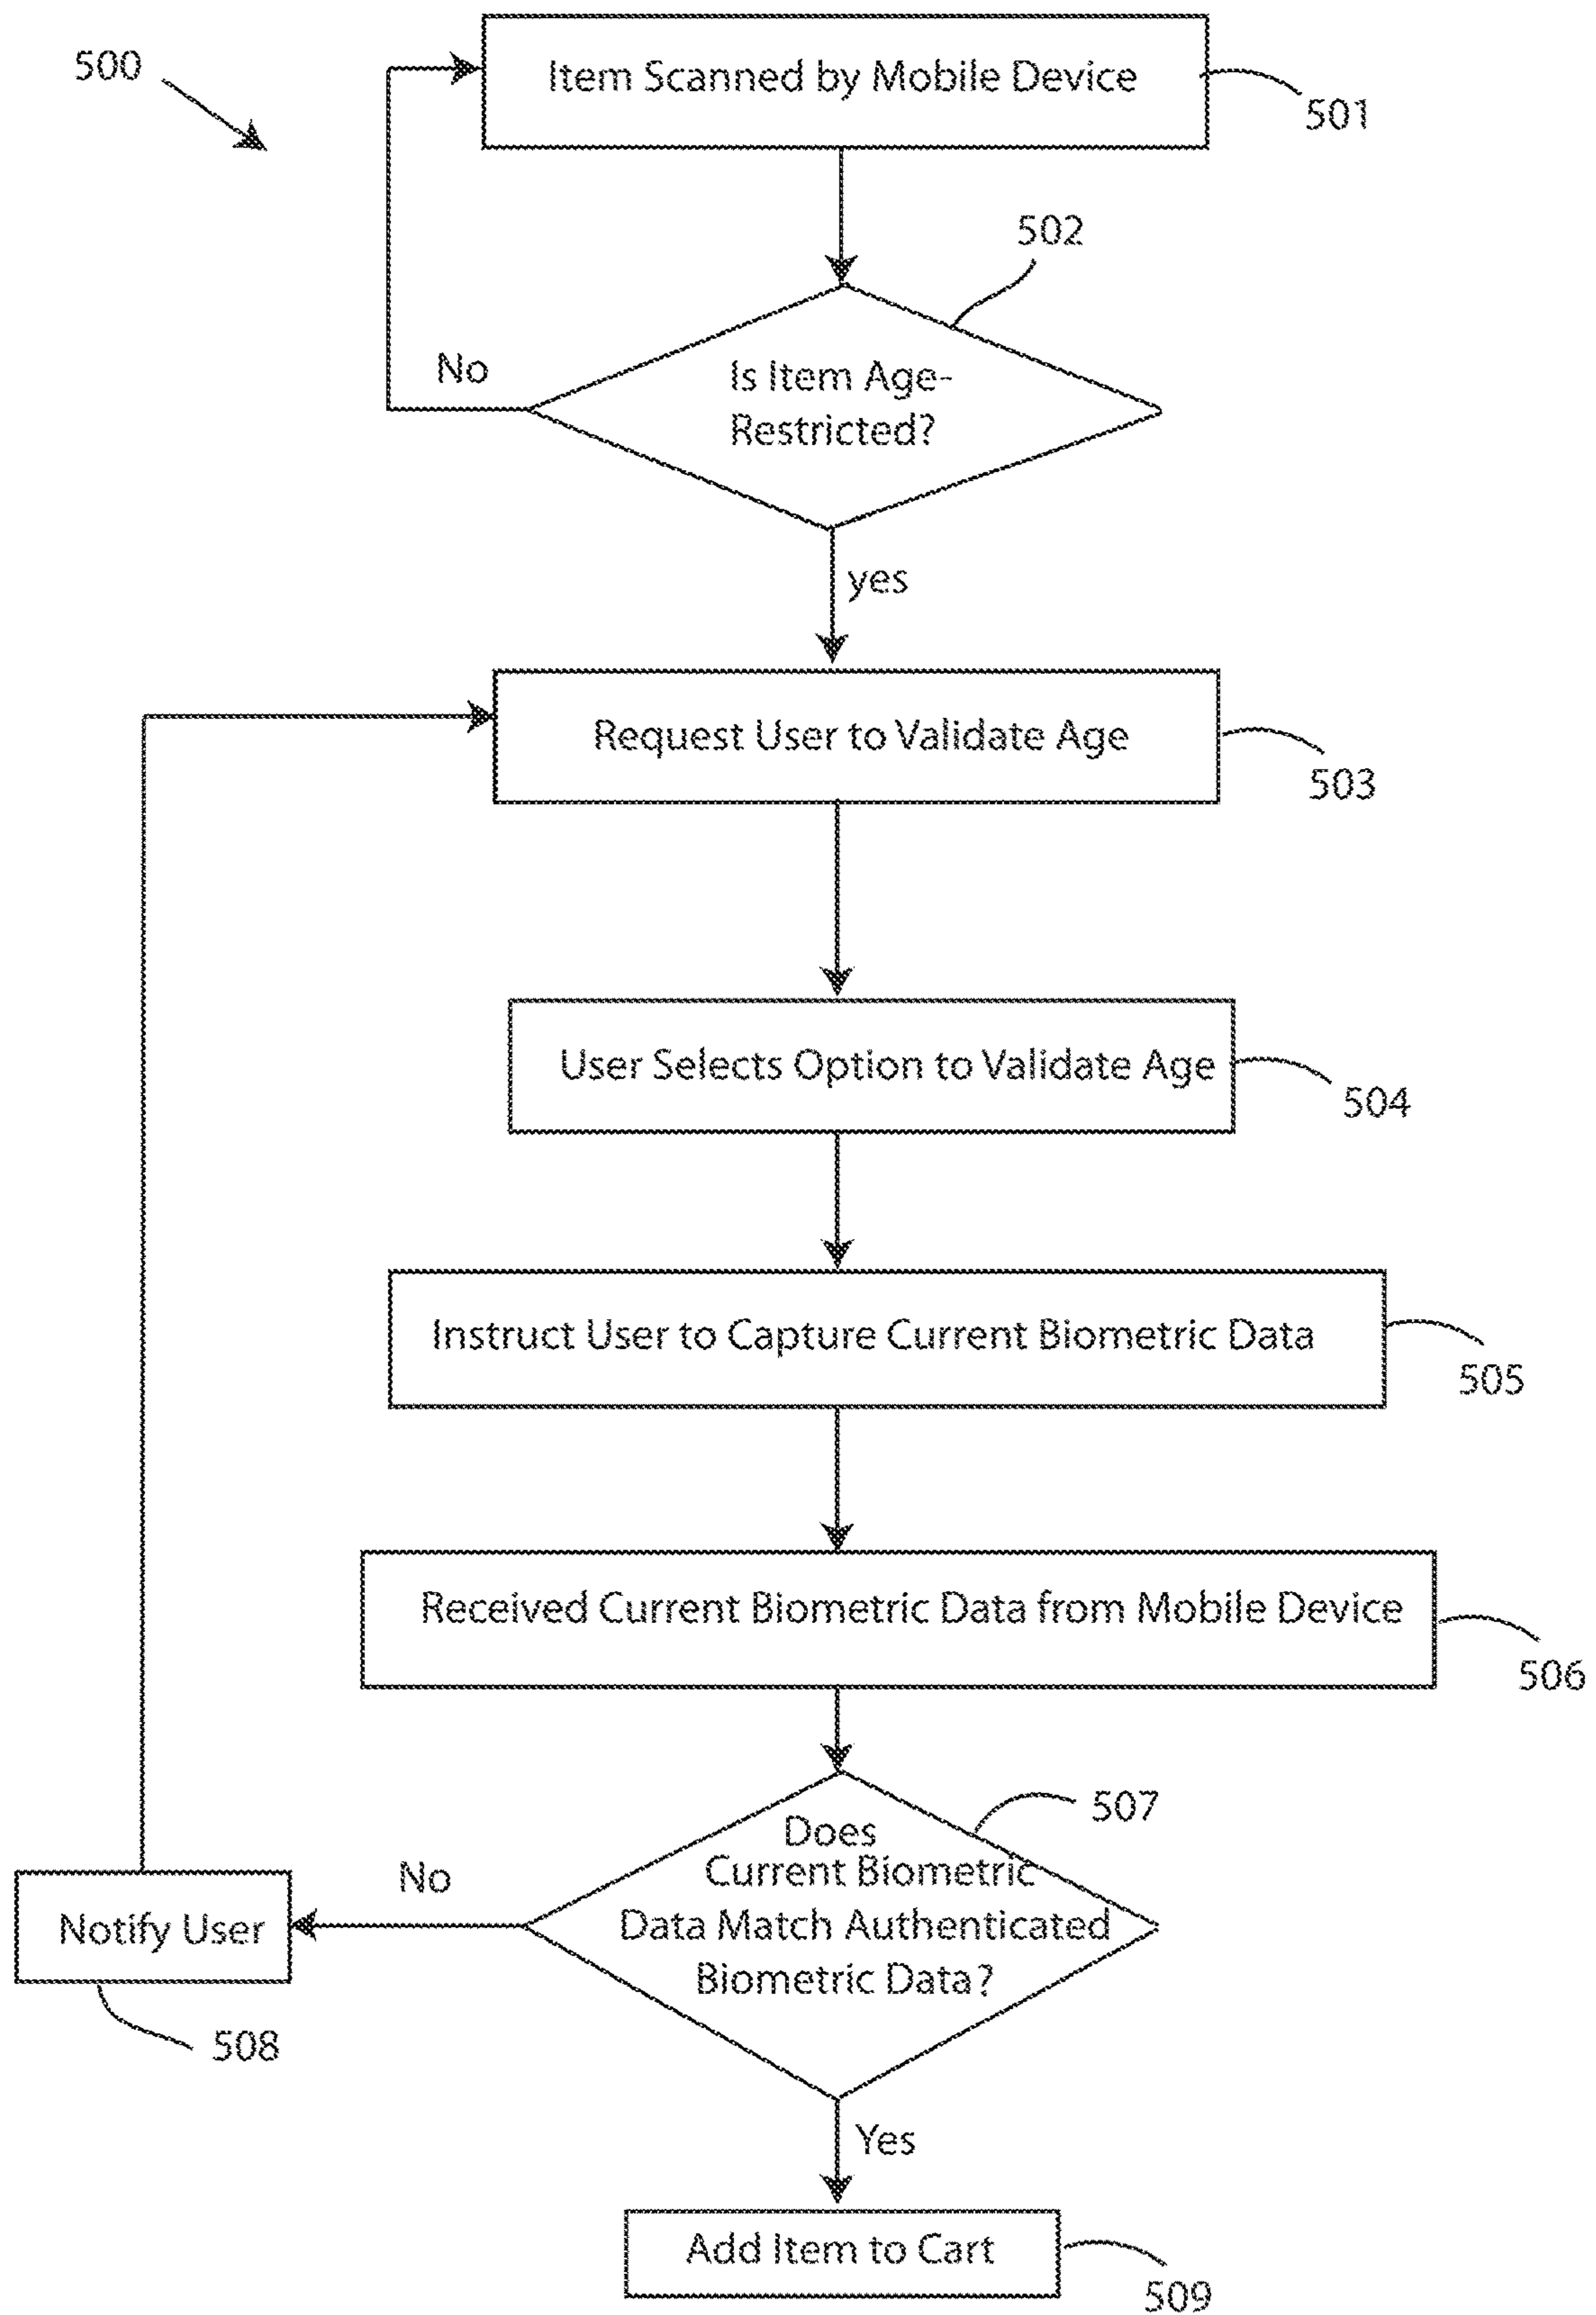 500
Item Scanned by Mobile Device
501
502
No
Is Item Age-
Restricted?
yes
Request User to Validate Age
503
User Selects Option to Validate Age
504
Instruct User to Capture Current Biometric Data
505
Received Current Biometric Data from Mobile Device
506
507
Does
Current Biometric
Data Match Authenticated
Biometric Data?
No
Notify User
508
Yes
Add Item to Cart
509